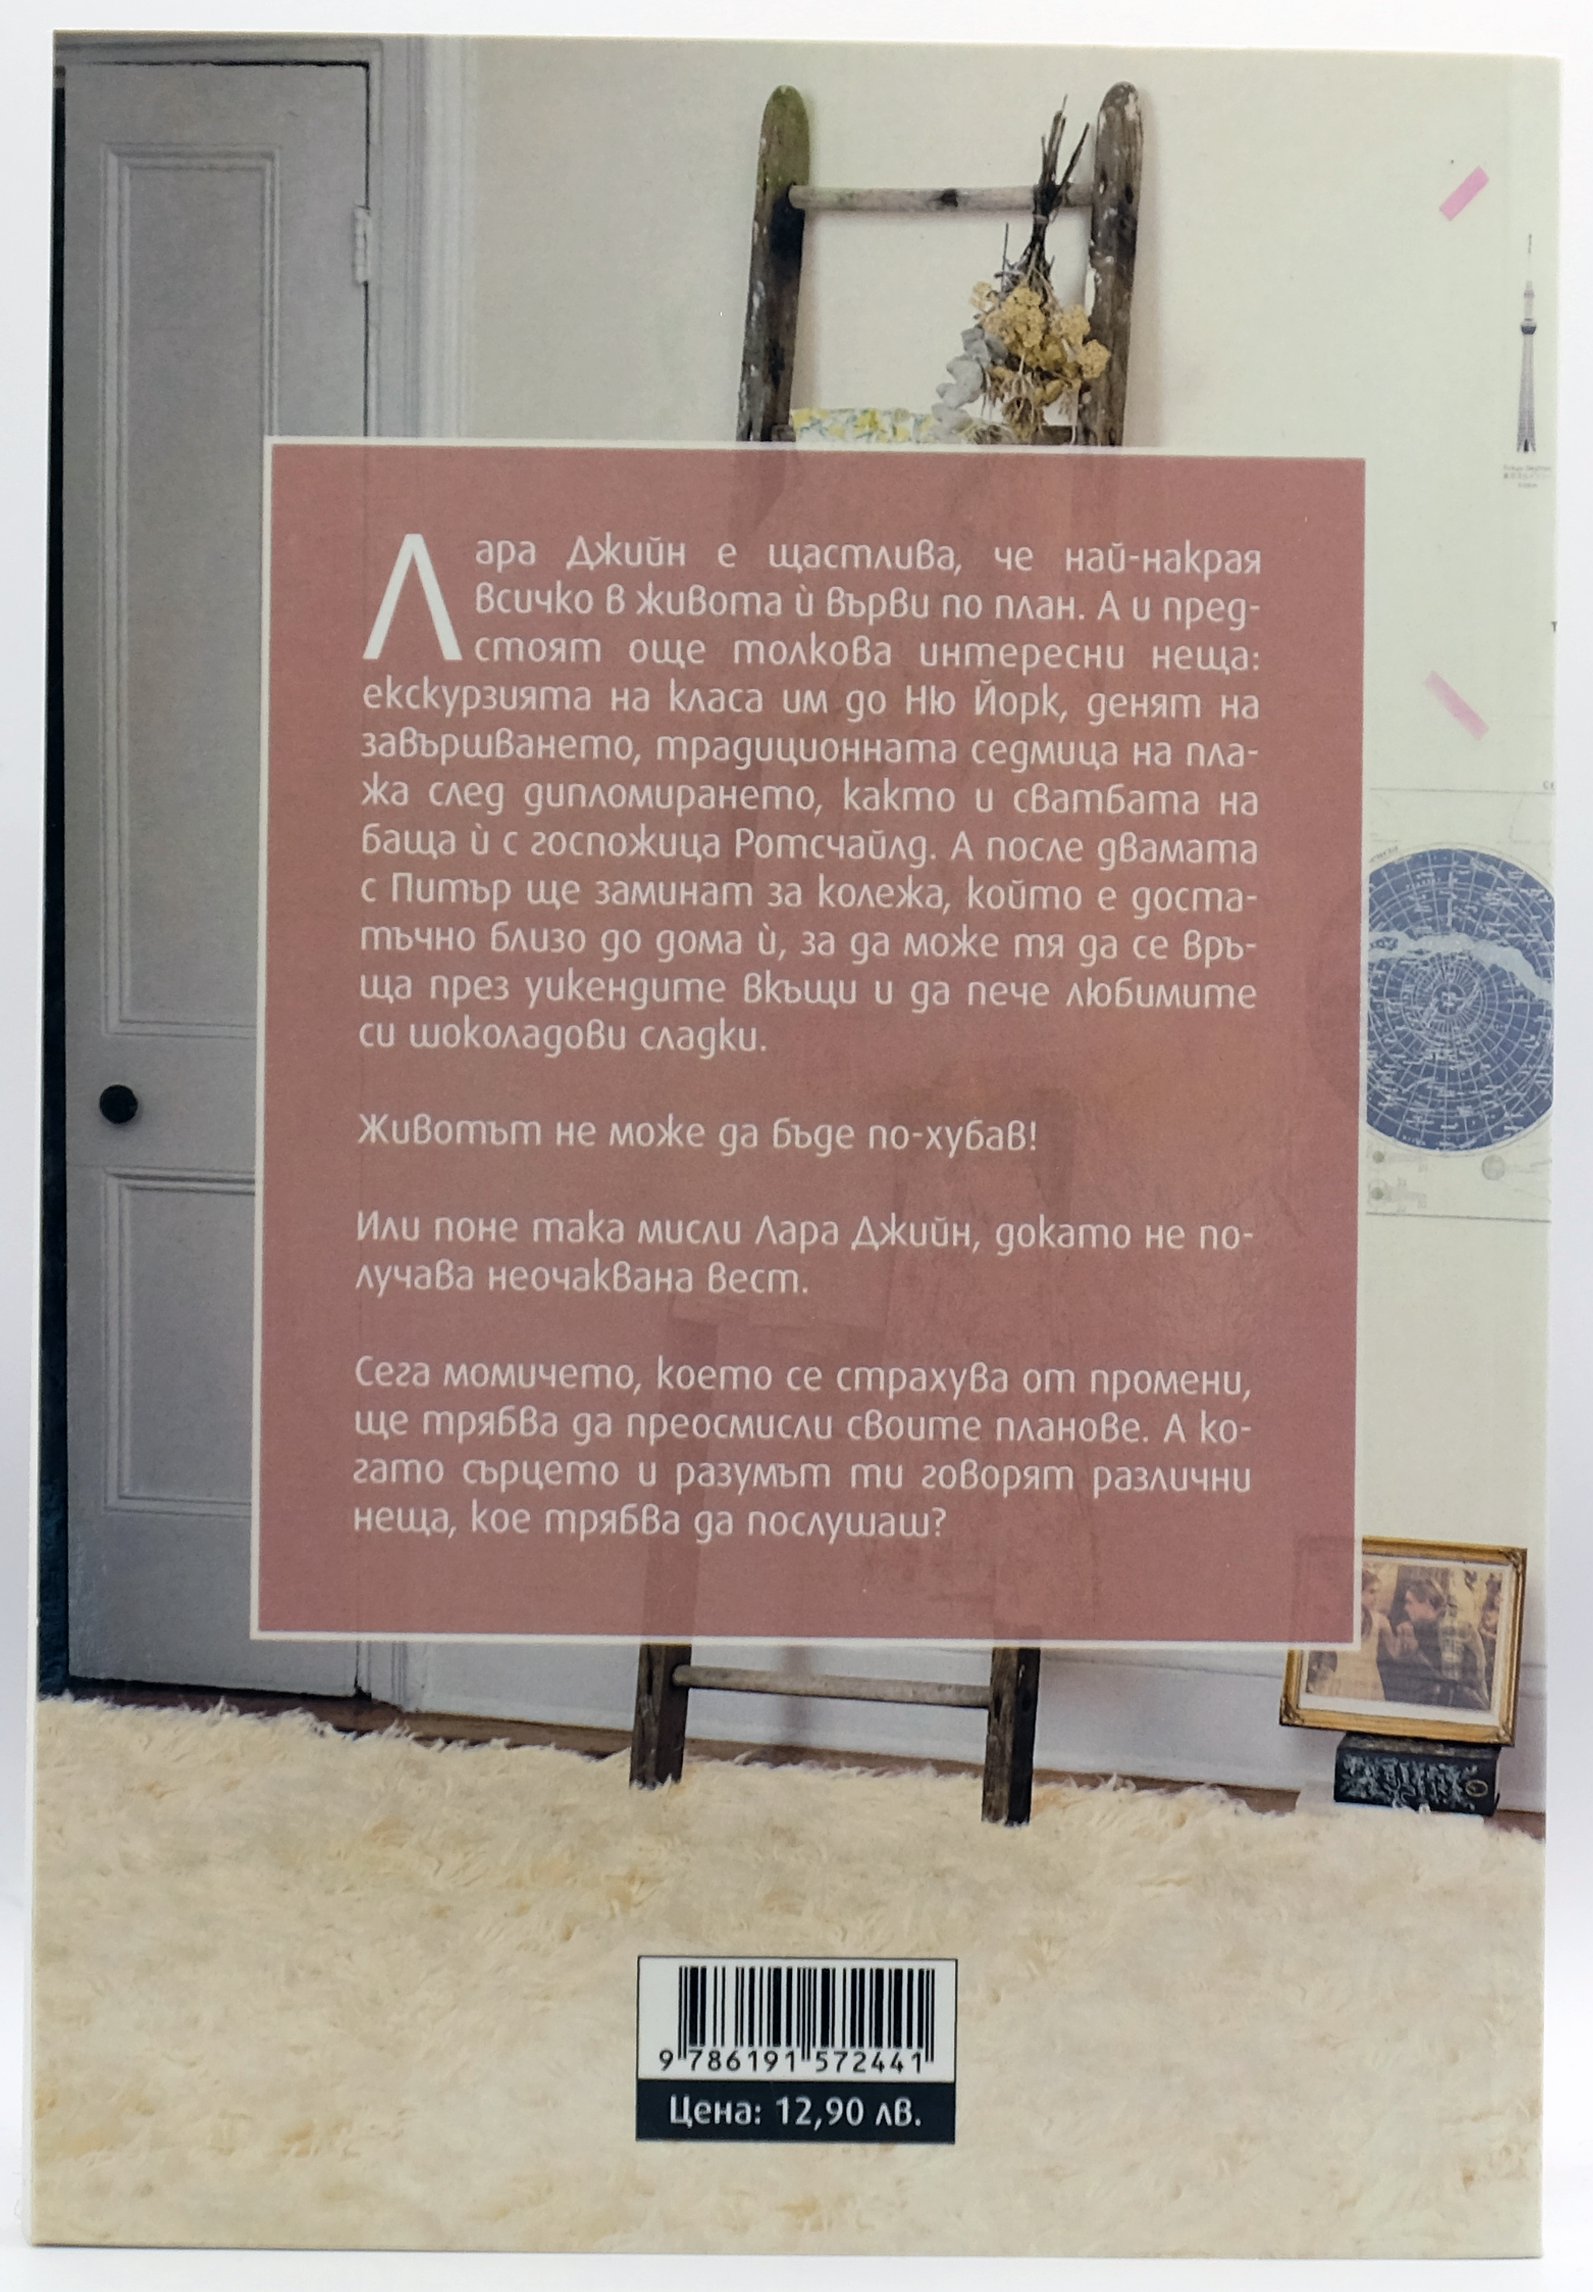 Лара Джийн е щастлива, че най-накрая
всичко в живота ѝ върви по план. А и пред-
стоят още толкова интересни неща:
екскурзията на класа им до Ню Йорк, денят на
завършването, традиционната седмица на пла-
жа след дипломирането, както и сватбата на
баща ѝ с госпожица Ротсчайлд. А после двамата
с Питър ще заминат за колежа, който е доста-
тъчно близо до дома ѝ, за да може тя да се връ-
ща през уикендите вкъщи и да пече любимите
си шоколадови сладки.
Животът не може да бъде по-хубав!
Или поне така мисли Лара Джийн, докато не по-
лучава неочаквана вест.
Сега момичето, което се страхува от промени,
ще трябва да преосмисли своите планове. А ко-
гато сърцето и разумът ти говорят различни
неща, кое трябва да послушаш?
9 786191 572441
Цена: 12,90 лв.